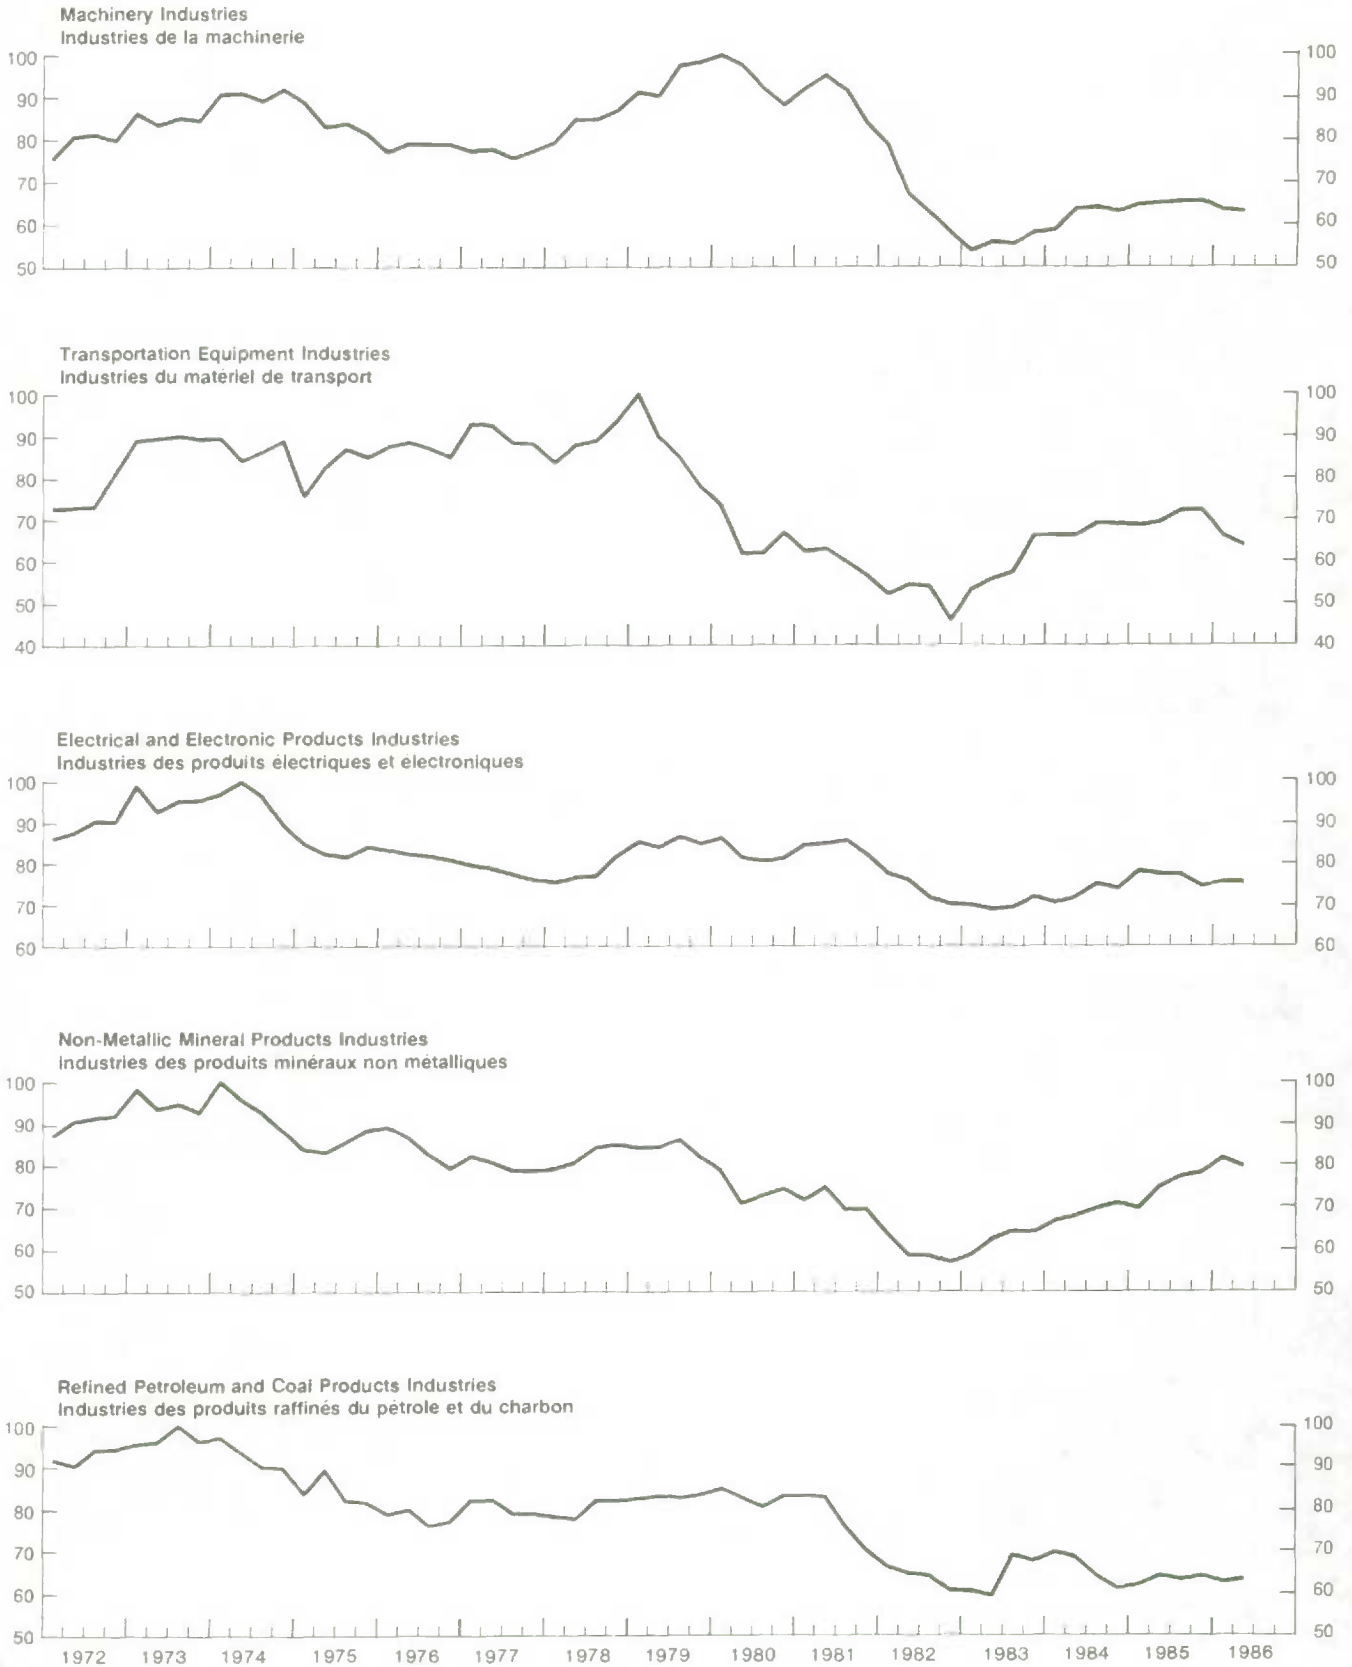 Machinery Industries
Industries de la machinerie
100 100
90 90
80 80
70 70
60 60
50 50
Transportation Equipment Industries
Industries du matériel de transport
100 100
90 90
80 80
70 70
60 60
50 50
40 40
Electrical and Electronic Products Industries
Industries des produits électriques et électroniques
100 100
90 90
80 80
70 70
60 60
Non-Metallic Mineral Products Industries
Industries des produits minéraux non métalliques
100 100
90 90
80 80
70 70
60 60
50 50
Refined Petroleum and Coal Products Industries
Industries des produits raffinés du pétrole et du charbon
100 100
90 90
80 80
70 70
60 60
50 50
1972 1973 1974 1975 1976 1977 1978 1979 1980 1981 1982 1983 1984 1985 1986